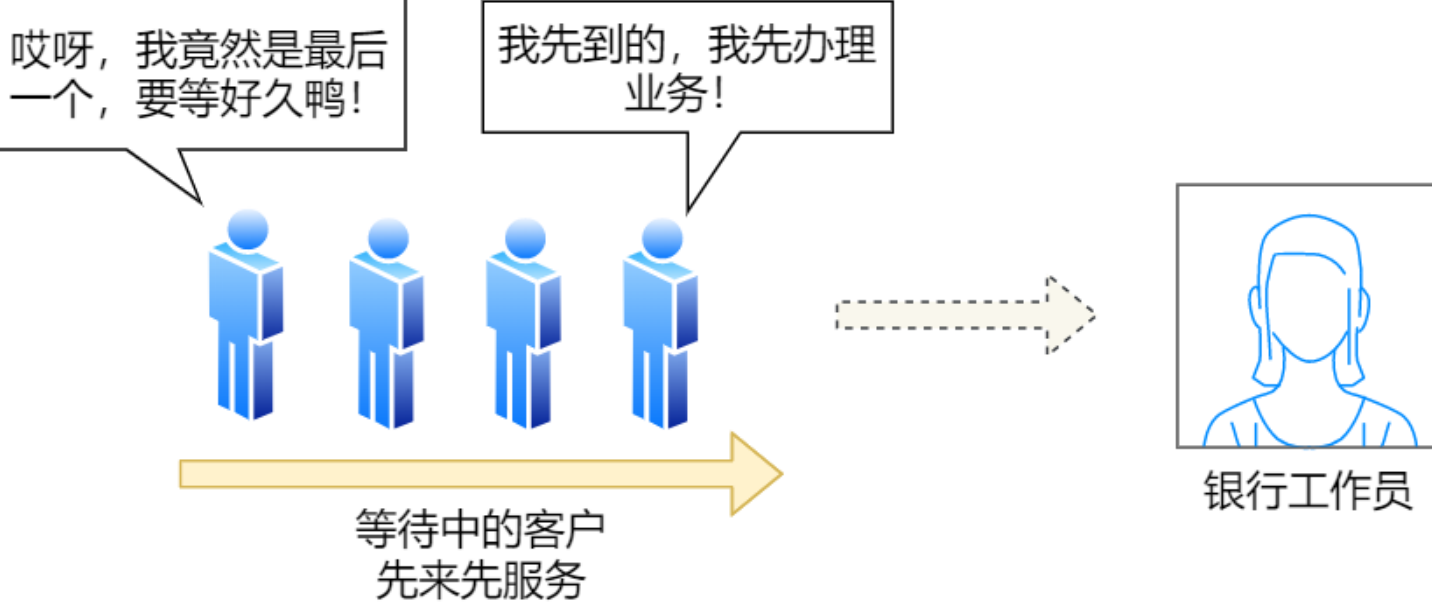 哎呀，我竟然是最后
一个，要等好久鸭！
我先到的，我先办理
业务！
等待中的客户
先来先服务
银行工作员